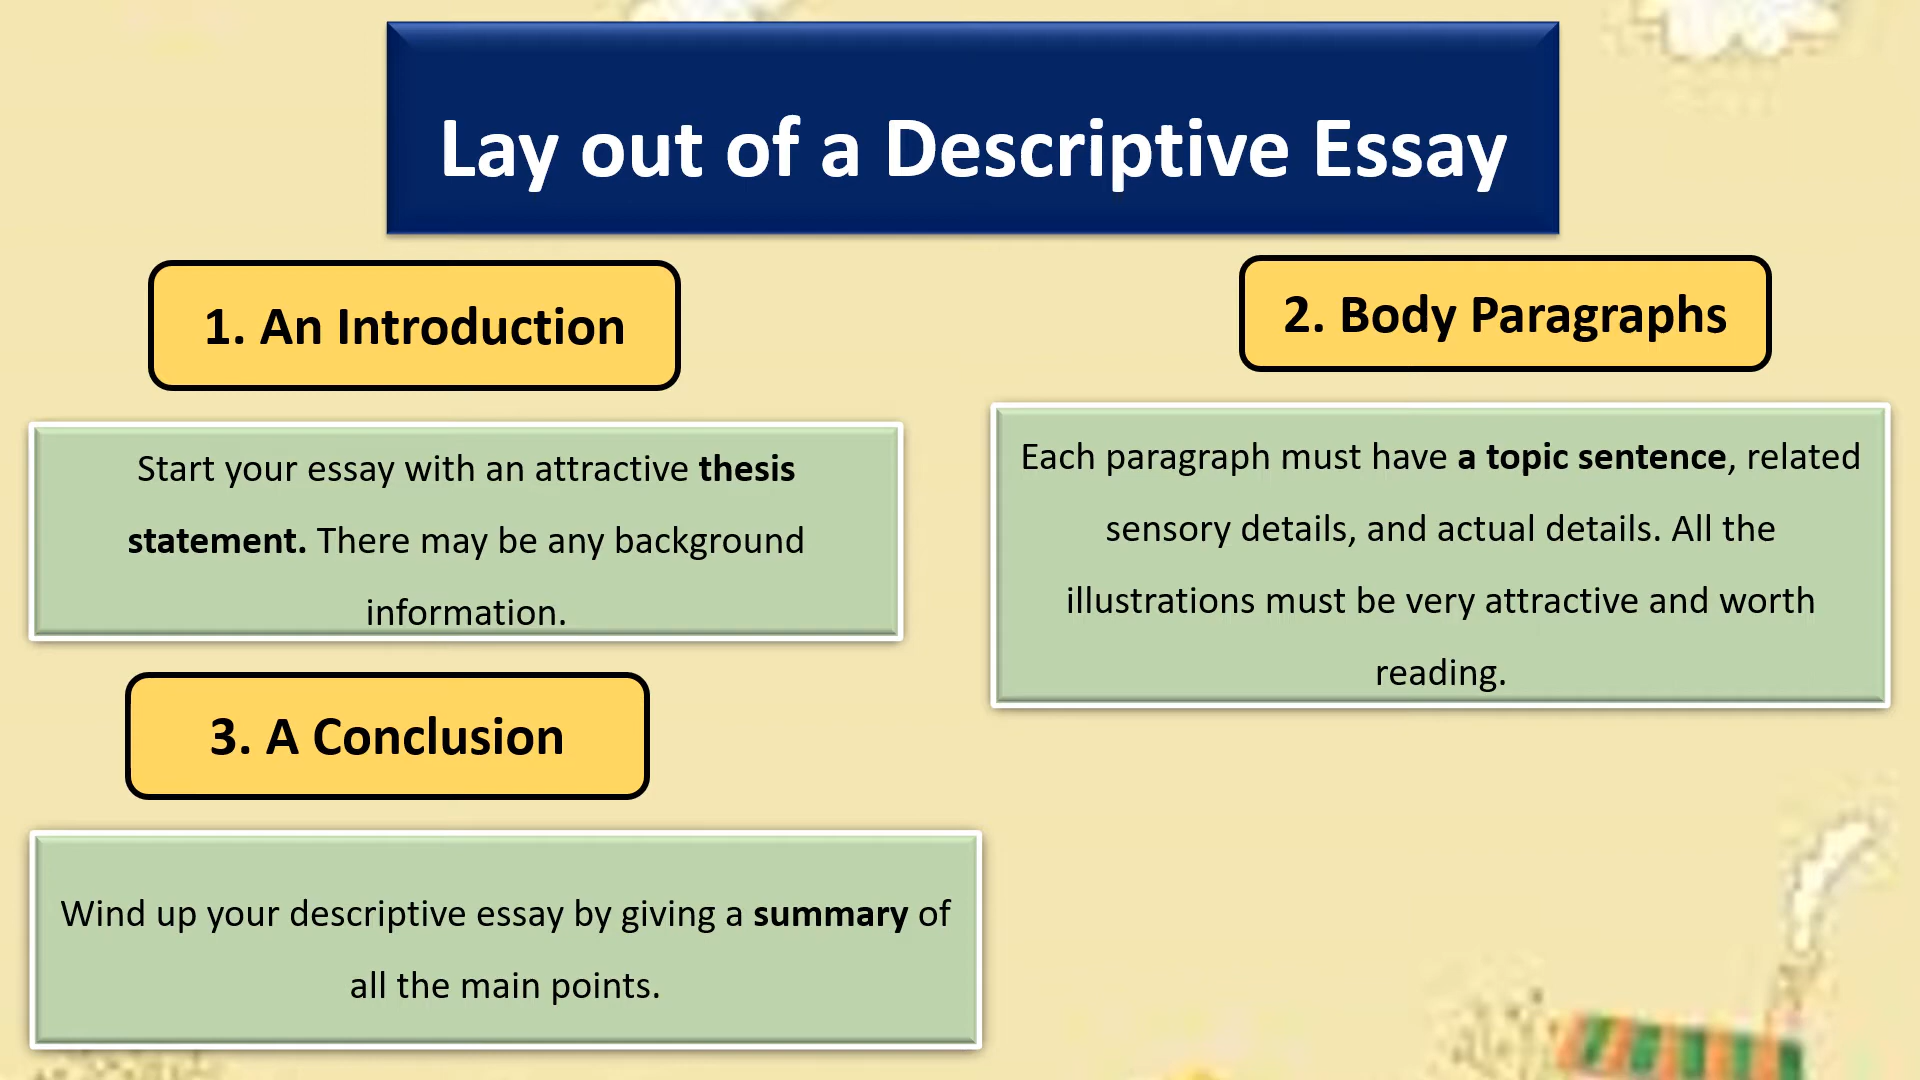 Lay out of a Descriptive Essay
1. An Introduction
Start your essay with an attractive thesis
statement. There may be any background
information.
2. Body Paragraphs
Each paragraph must have a topic sentence, related
sensory details, and actual details. All the
illustrations must be very attractive and worth
reading.
3. A Conclusion
Wind up your descriptive essay by giving a summary of
all the main points.